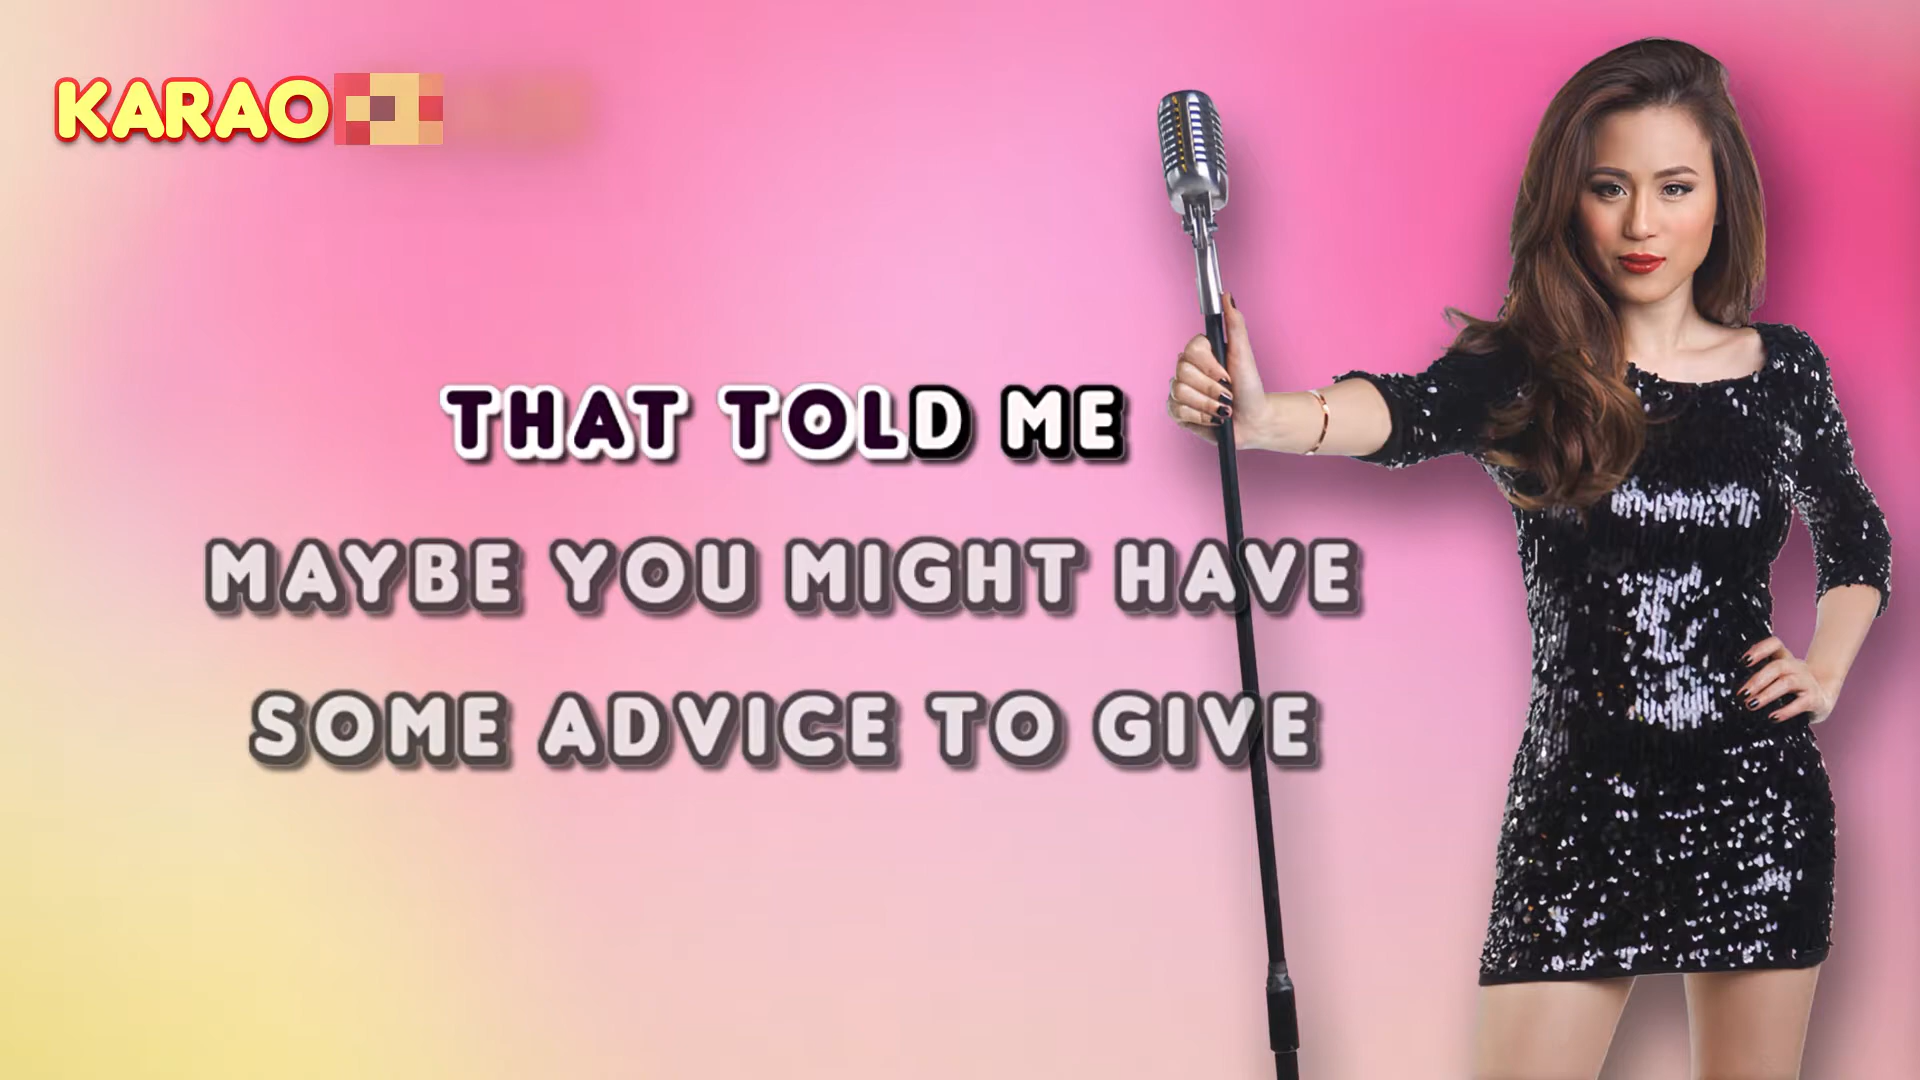 KARAO
THAT TOLD ME
MAYBE YOU MIGHT HAVE
SOME ADVICE TO GIVE